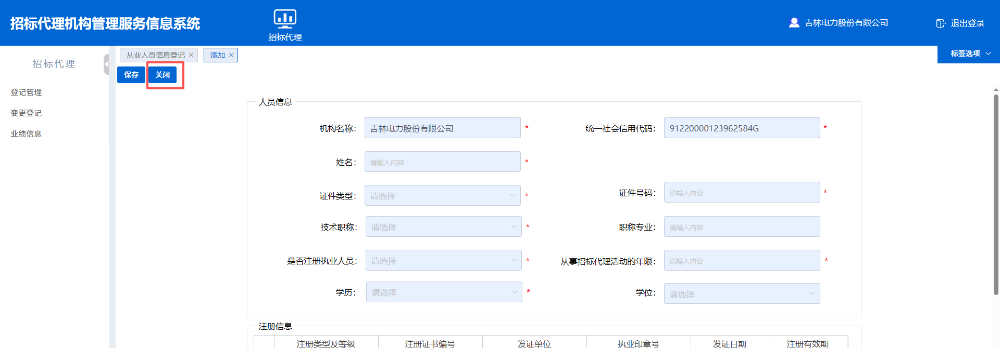 招标代理机构管理服务信息系统
招标代理
吉林电力股份有限公司
退出登录
招标代理
从业人员信息登记
添加
标签选项
保存
关闭
登记管理
变更登记
业绩信息
人员信息
机构名称： 吉林电力股份有限公司 *
统一社会信用代码： 91220000123962584G *
姓名： 请输入内容 *
证件类型： 请选择 *
证件号码： 请输入内容 *
技术职称： 请选择 *
职称专业： 请输入内容
是否注册执业人员： 请选择 *
从事招标代理活动的年限： 请输入内容 *
学历： 请选择 *
学位： 请选择
注册信息
注册类型及等级 注册证书编号 发证单位 执业印章号 发证日期 注册有效期